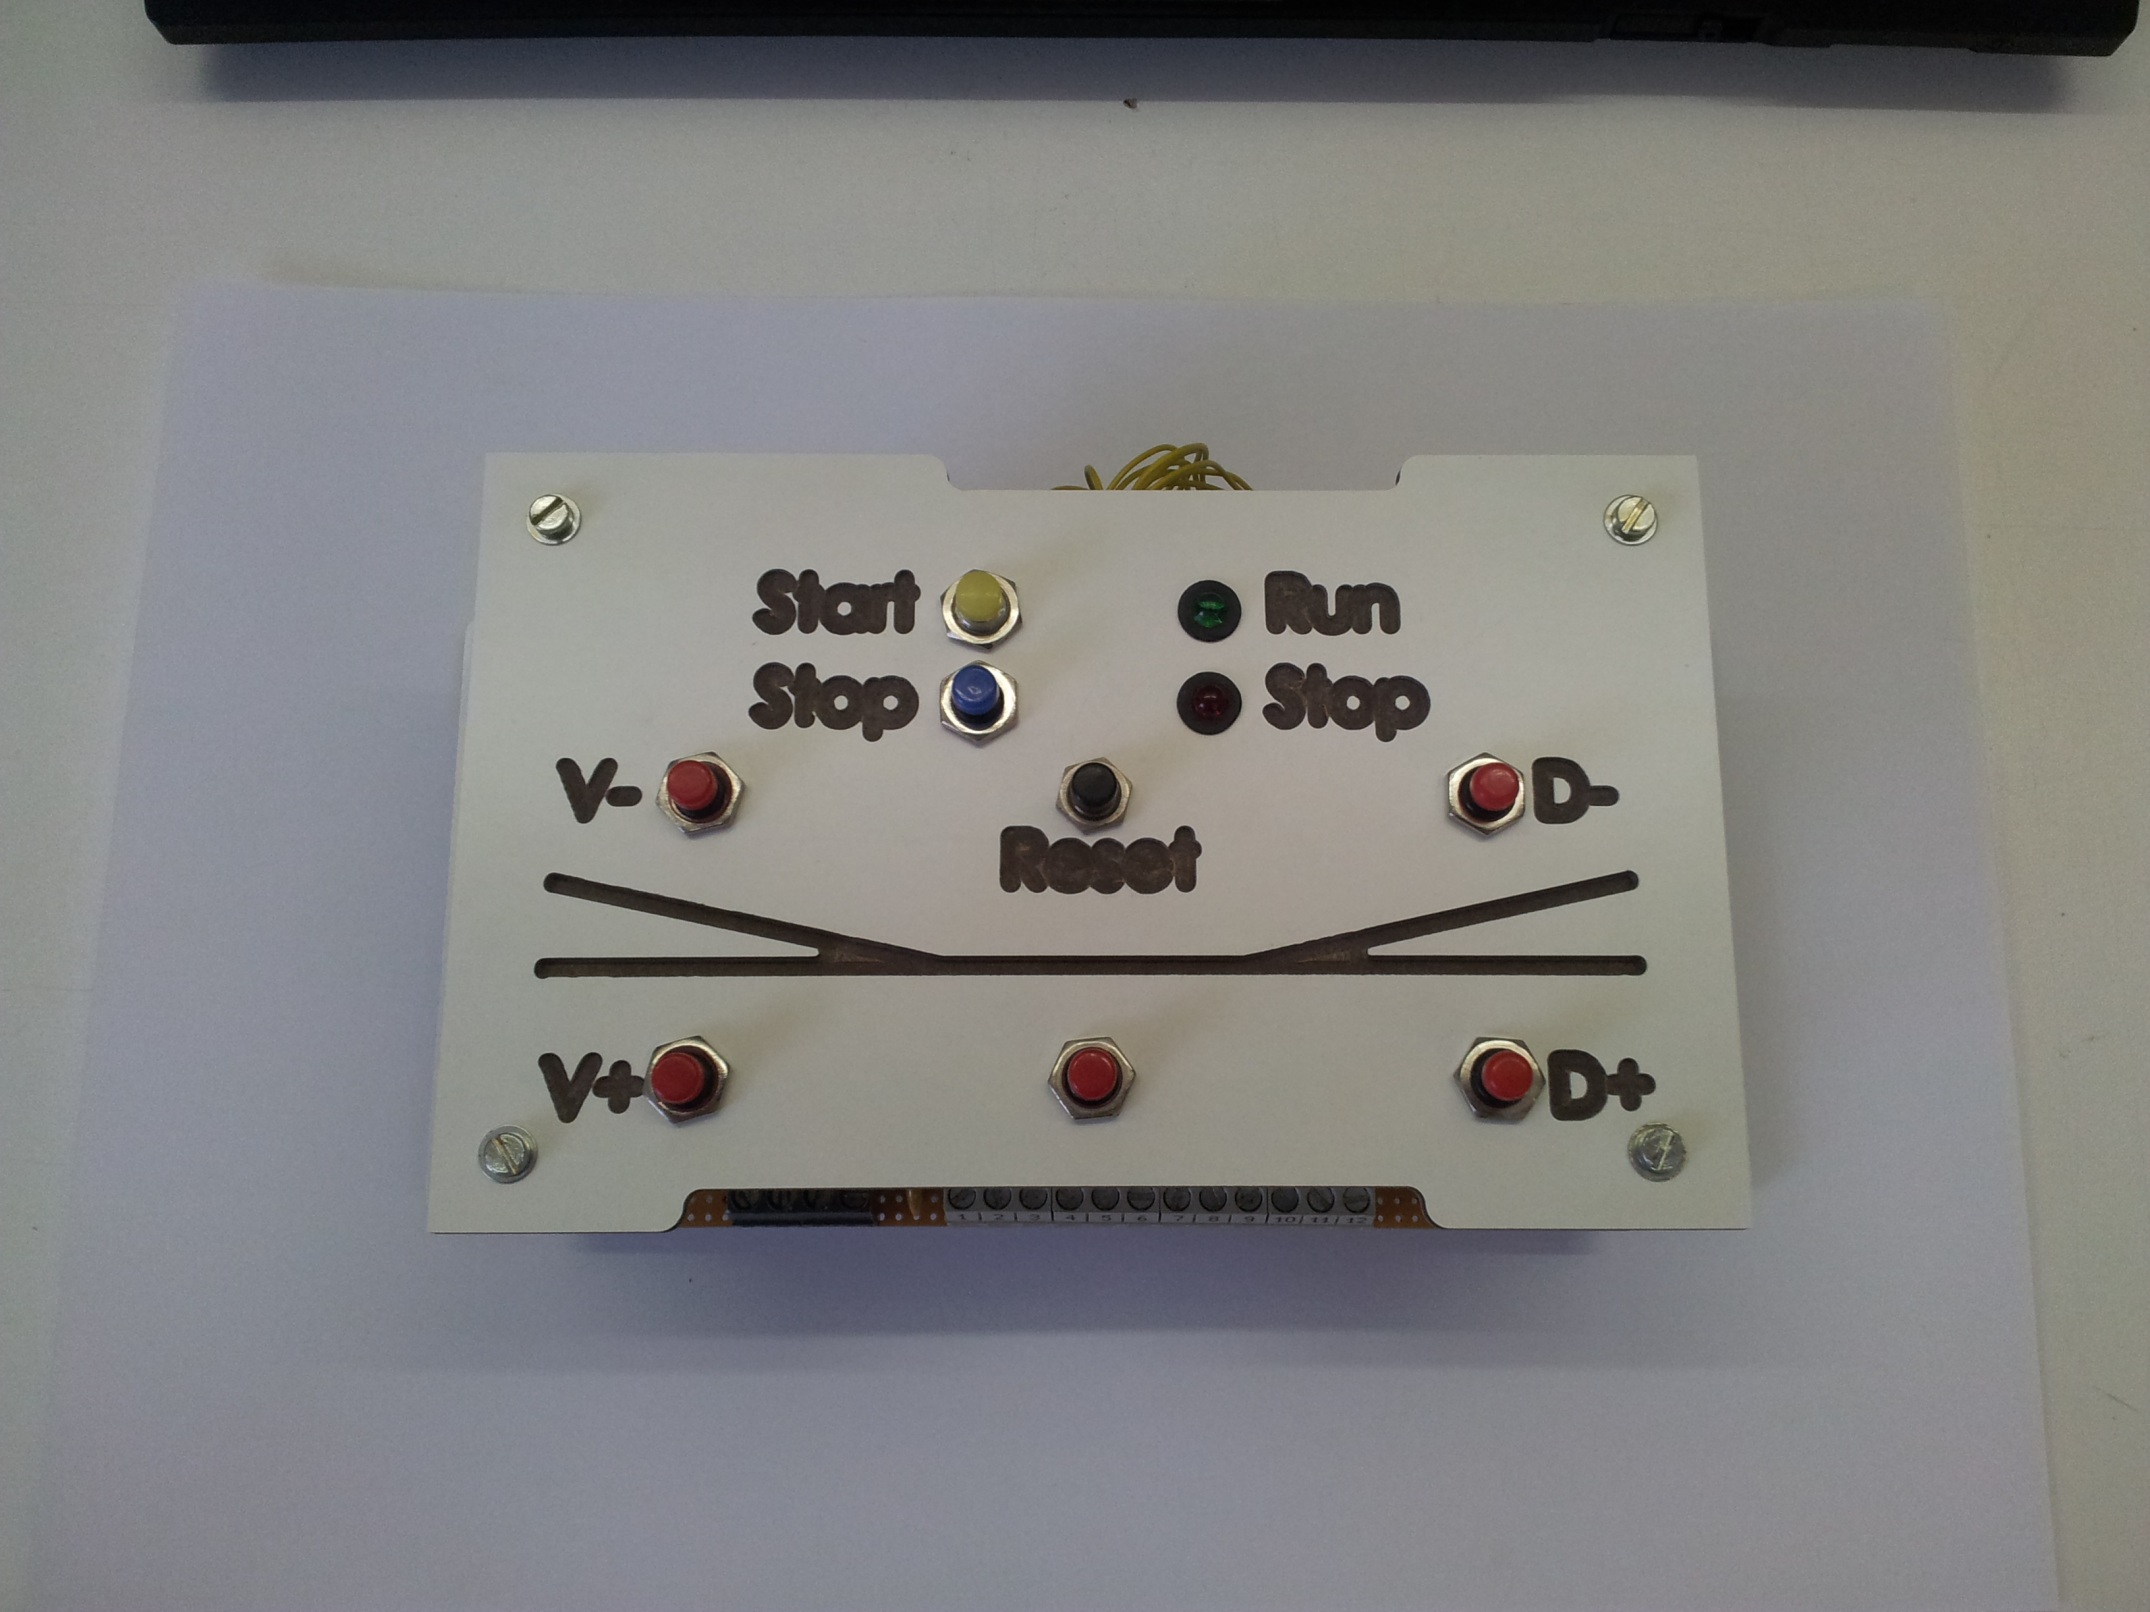 Start Run
Stop Stop
V- D-
Reset
V+ D+
1 2 3 4 5 6 7 8 9 10 11 12